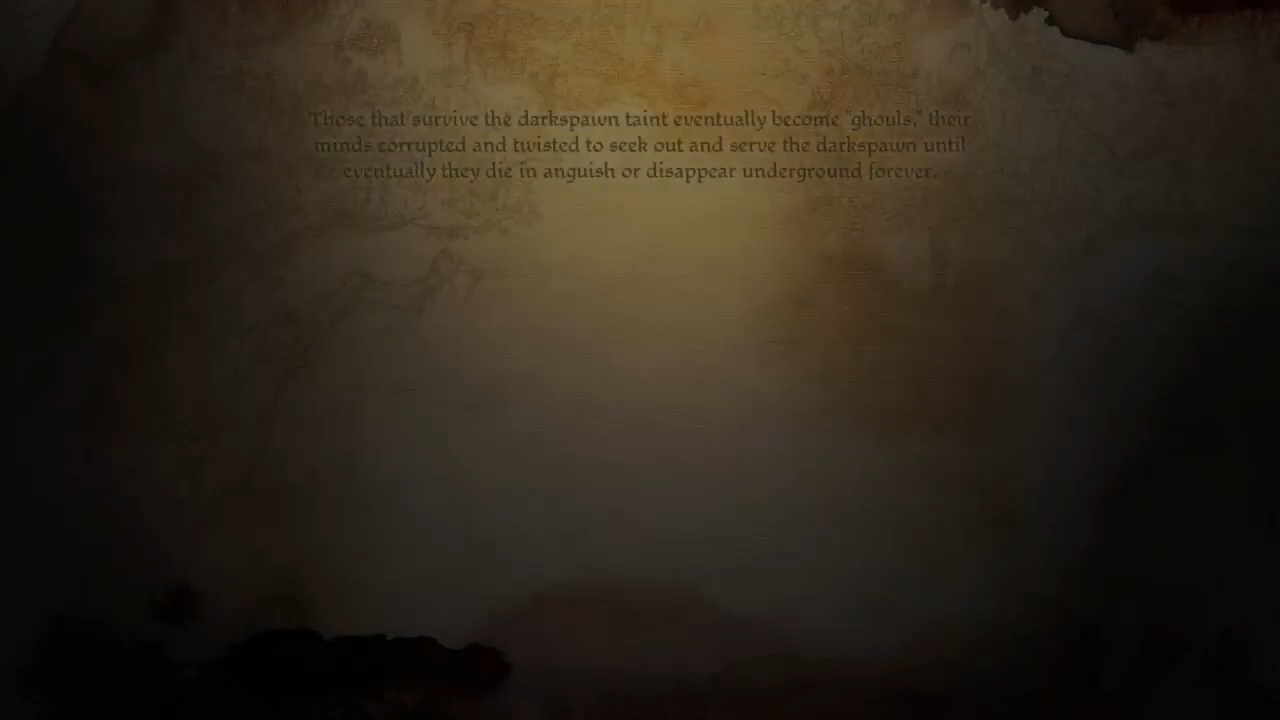 Those that survive the darkspawn taint eventually become "ghouls," their
minds corrupted and twisted to seek out and serve the darkspawn until
eventually they die in anguish or disappear underground forever.